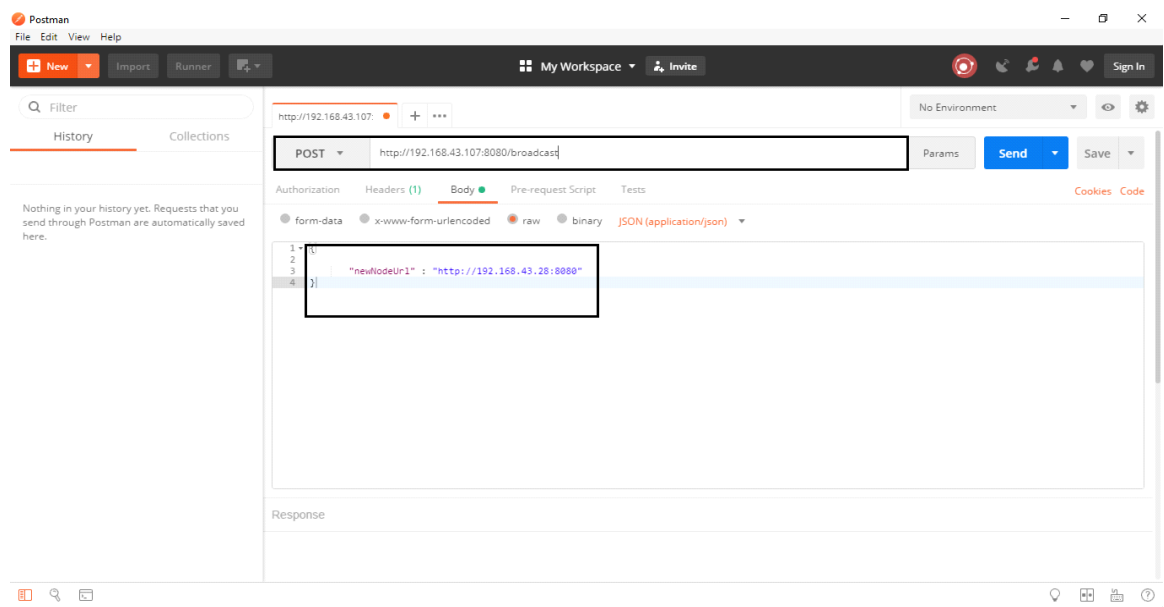 Postman
File Edit View Help
New Import Runner My Workspace Invite Sign In
Filter
History Collections
Nothing in your history yet. Requests that you
send through Postman are automatically saved
here.
http://192.168.43.107: + •••
No Environment
POST http://192.168.43.107:8080/broadcast Params Send Save
Authorization Headers (1) Body Pre-request Script Tests Cookies Code
form-data x-www-form-urlencoded raw binary JSON (application/json)
1 {
2
3 "newNodeUrl" : "http://192.168.43.28:8080"
4 }
Response